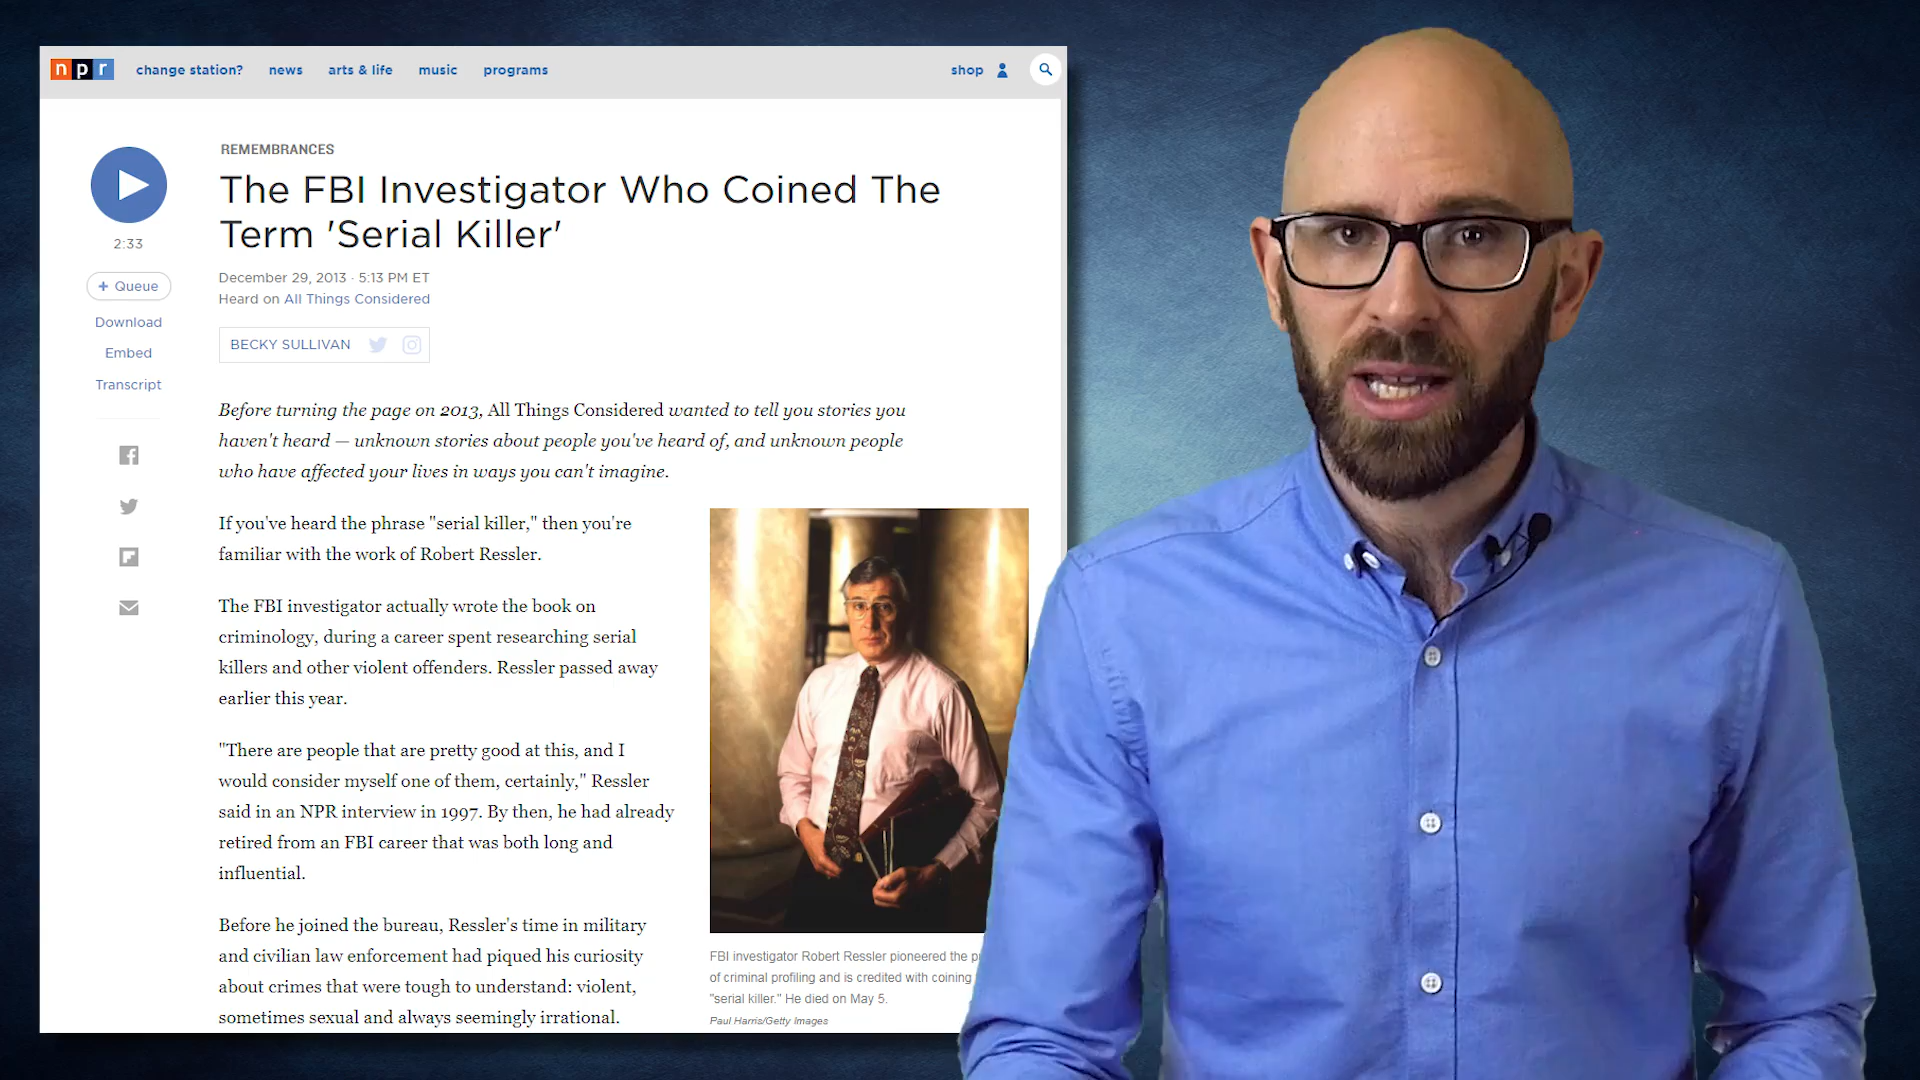 npr change station? news arts & life music programs shop
REMEMBRANCES
The FBI Investigator Who Coined The
Term 'Serial Killer'
2:33
December 29, 2013 · 5:13 PM ET
Heard on All Things Considered
+ Queue
Download
Embed
Transcript
BECKY SULLIVAN
Before turning the page on 2013, All Things Considered wanted to tell you stories you
haven't heard — unknown stories about people you've heard of, and unknown people
who have affected your lives in ways you can't imagine.
If you've heard the phrase "serial killer," then you're
familiar with the work of Robert Ressler.
The FBI investigator actually wrote the book on
criminology, during a career spent researching serial
killers and other violent offenders. Ressler passed away
earlier this year.
"There are people that are pretty good at this, and I
would consider myself one of them, certainly," Ressler
said in an NPR interview in 1997. By then, he had already
retired from an FBI career that was both long and
influential.
Before he joined the bureau, Ressler's time in military
and civilian law enforcement had piqued his curiosity
about crimes that were tough to understand: violent,
sometimes sexual and always seemingly irrational.
FBI investigator Robert Ressler pioneered the
of criminal profiling and is credited with coining
"serial killer." He died on May 5.
Paul Harris/Getty Images